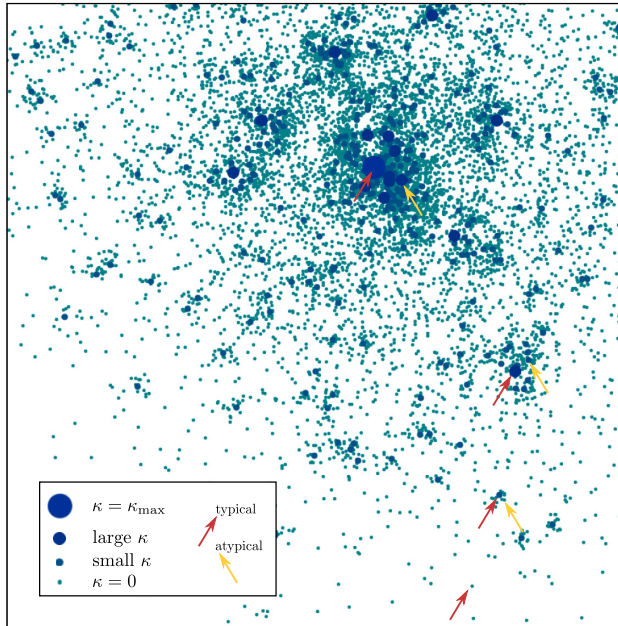 κ = κmax
typical
large κ
atypical
small κ
κ = 0